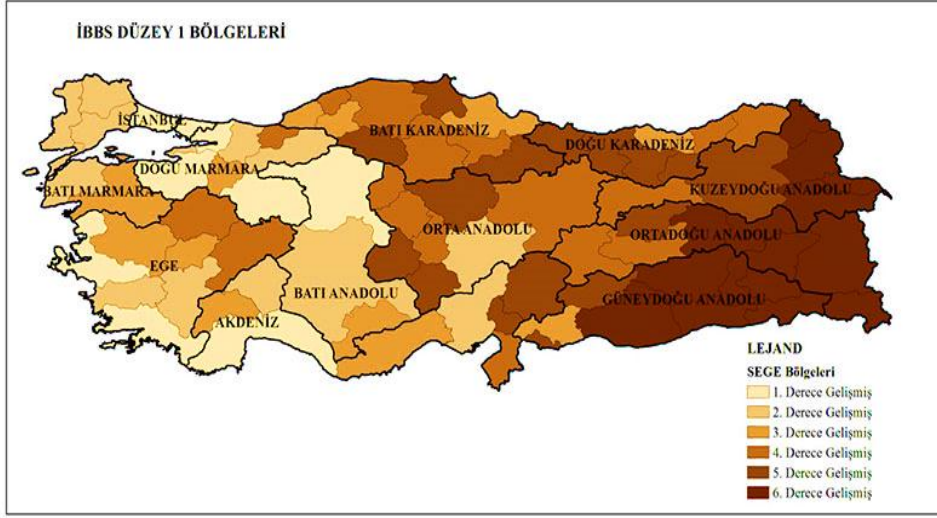 İBBS DÜZEY 1 BÖLGELERİ
İSTANBUL
BATI KARADENİZ
DOĞU KARADENİZ
DOĞU MARMARA
BATI MARMARA
KUZEYDOĞU ANADOLU
ORTA ANADOLU
ORTADOĞU ANADOLU
EGE
BATI ANADOLU
GÜNEYDOĞU ANADOLU
AKDENİZ
LEJAND
SEGE Bölgeleri
1. Derece Gelişmiş
2. Derece Gelişmiş
3. Derece Gelişmiş
4. Derece Gelişmiş
5. Derece Gelişmiş
6. Derece Gelişmiş